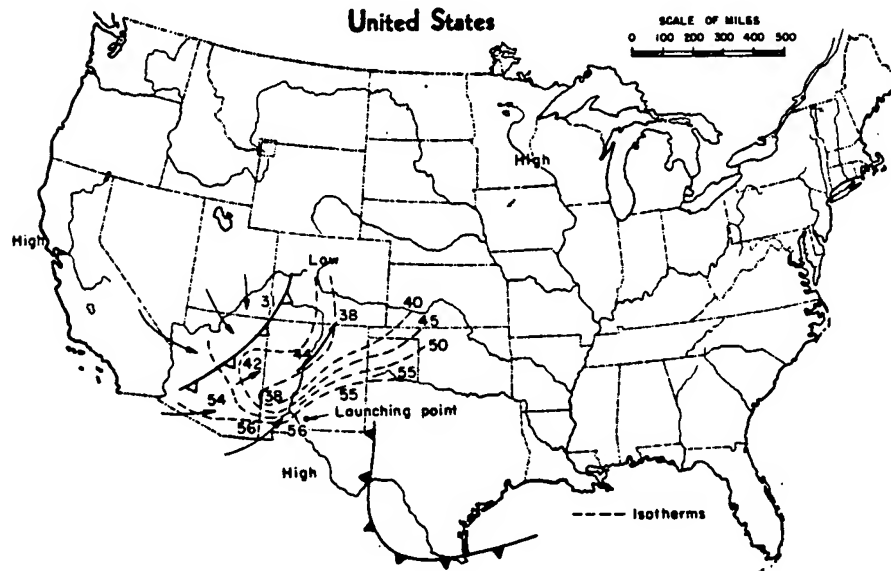 United States
SCALE OF MILES
0 100 200 300 400 500
High
High
Low
31
38
40
45
50
42
44
55
54
38
55
56
56
Launching point
High
Isotherms